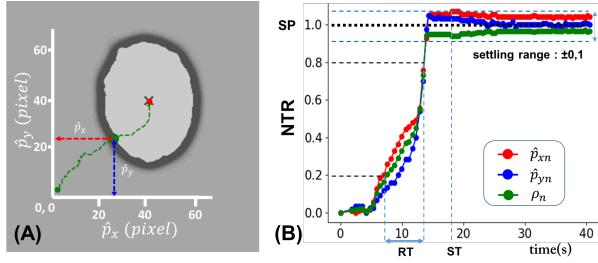 60
40
20
0, 0
20
40
60
p̂y (pixel)
p̂x (pixel)
p̂x
p̂y
(A)
SP
1.0
0.8
0.6
0.4
0.2
0.0
NTR
settling range : ±0,1
p̂xn
p̂yn
ρn
0
10
20
30
40
RT
ST
time(s)
(B)